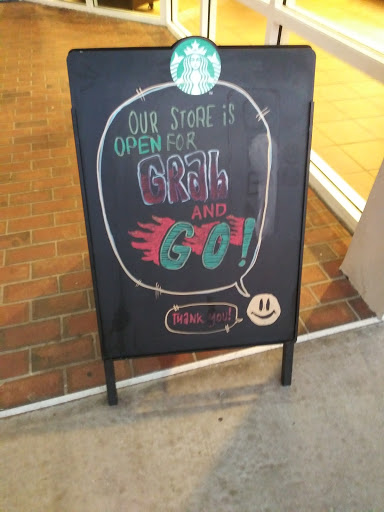 OUR STORE IS
OPEN FOR
GRab
AND
GO!
THANK YOU!